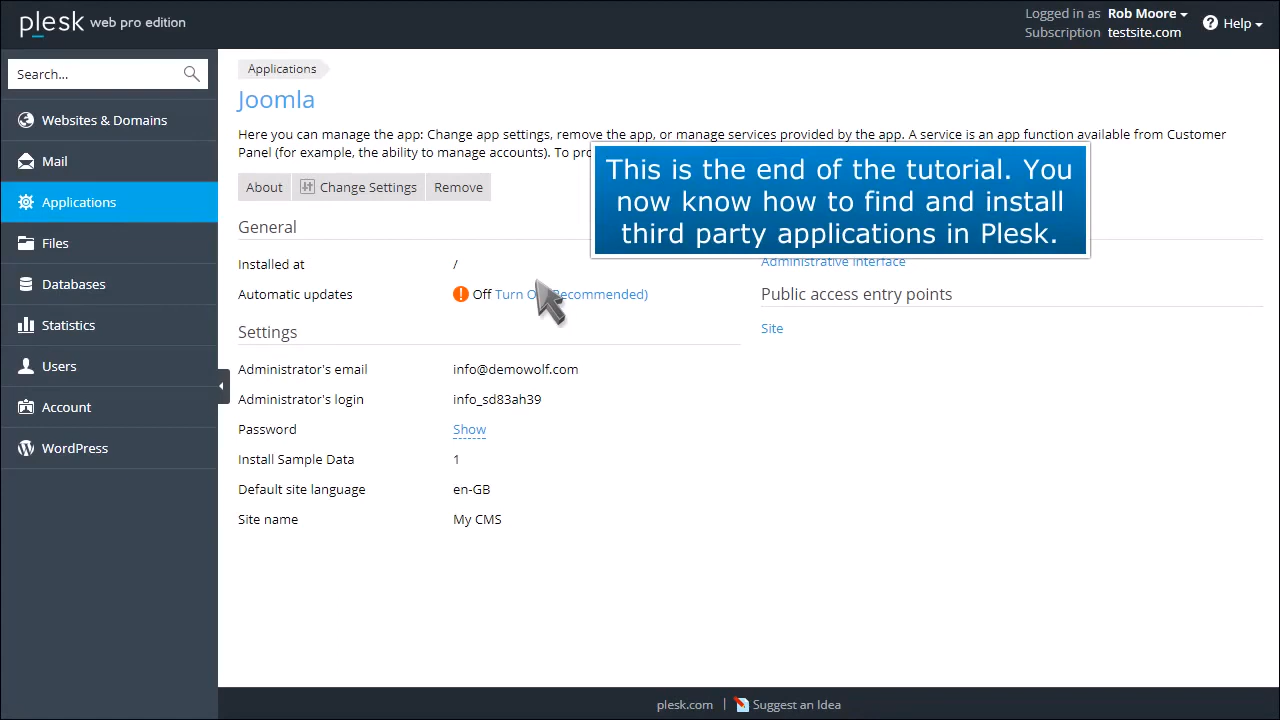 plesk web pro edition
Logged in as Rob Moore
Subscription testsite.com
Help
Search...
Websites & Domains
Mail
Applications
Files
Databases
Statistics
Users
Account
WordPress
Applications
Joomla
Here you can manage the app: Change app settings, remove the app, or manage services provided by the app. A service is an app function available from Customer
Panel (for example, the ability to manage accounts). To
This is the end of the tutorial. You
now know how to find and install
third party applications in Plesk.
About
Change Settings
Remove
General
Installed at /
Automatic updates Off Turn (Recommended)
Administrative Interface
Public access entry points
Site
Settings
Administrator's email info@demowolf.com
Administrator's login info_sd83ah39
Password Show
Install Sample Data 1
Default site language en-GB
Site name My CMS
plesk.com | Suggest an Idea